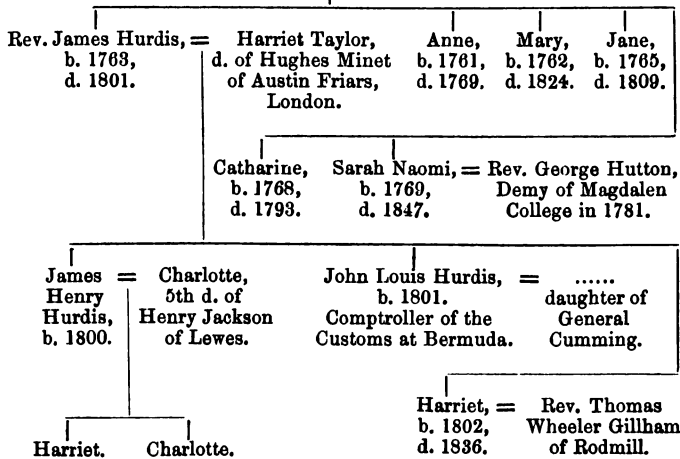 Rev. James Hurdis, = Harriet Taylor, Anne, Mary, Jane,
b. 1763, d. of Hughes Minet b. 1761, b. 1762, b. 1765,
d. 1801. of Austin Friars, d. 1769. d. 1824. d. 1809.
London.
Catharine, Sarah Naomi, = Rev. George Hutton,
b. 1768, b. 1769, Demy of Magdalen
d. 1793. d. 1847. College in 1781.
James = Charlotte, John Louis Hurdis, = ......
Henry 5th d. of b. 1801. daughter of
Hurdis, Henry Jackson Comptroller of the General
b. 1800. of Lewes. Customs at Bermuda. Cumming.
Harriet, = Rev. Thomas
b. 1802, Wheeler Gillham
Harriet. Charlotte. d. 1836. of Rodmill.